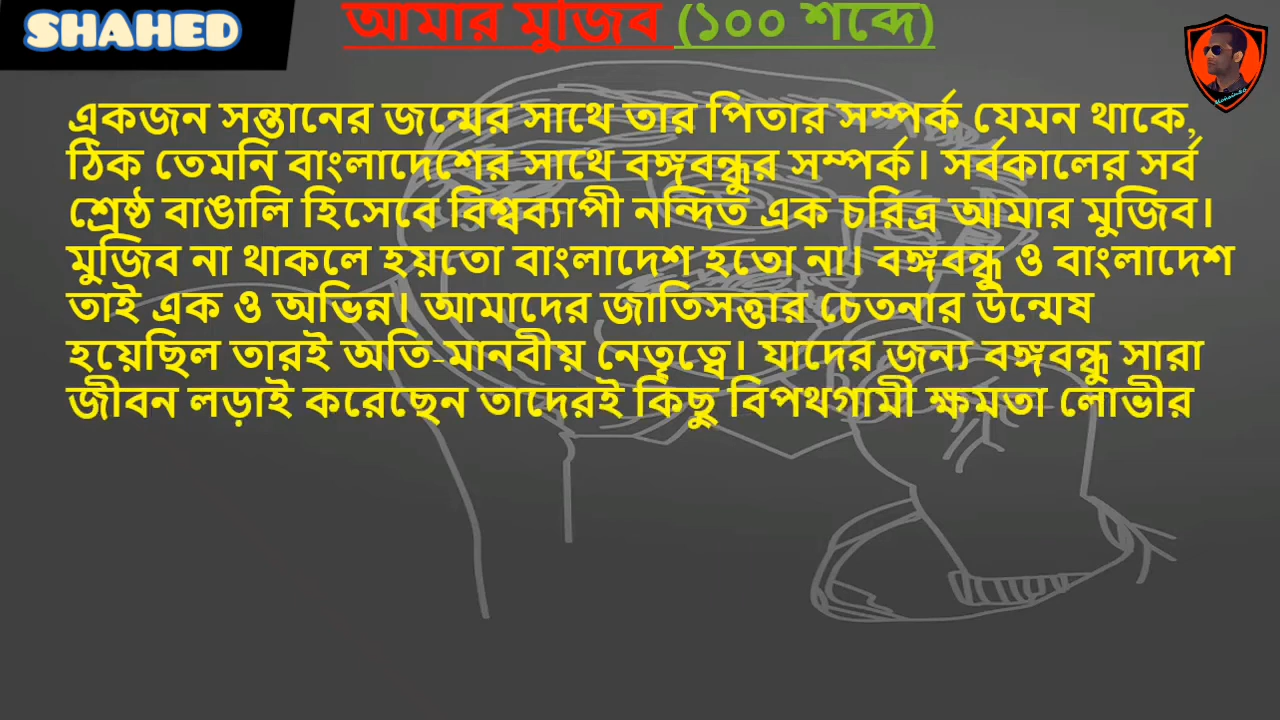 SHAHED
আমার মুজিব (১০০ শব্দে)
একজন সন্তানের জন্মের সাথে তার পিতার সম্পর্ক যেমন থাকে,
ঠিক তেমনি বাংলাদেশের সাথে বঙ্গবন্ধুর সম্পর্ক। সর্বকালের সর্ব
শ্রেষ্ঠ বাঙালি হিসেবে বিশ্বব্যাপী নন্দিত এক চরিত্র আমার মুজিব।
মুজিব না থাকলে হয়তো বাংলাদেশ হতো না। বঙ্গবন্ধু ও বাংলাদেশ
তাই এক ও অভিন্ন। আমাদের জাতিসত্তার চেতনার উন্মেষ
হয়েছিল তারই অতি-মানবীয় নেতৃত্বে। যাদের জন্য বঙ্গবন্ধু সারা
জীবন লড়াই করেছেন তাদেরই কিছু বিপথগামী ক্ষমতা লোভীর